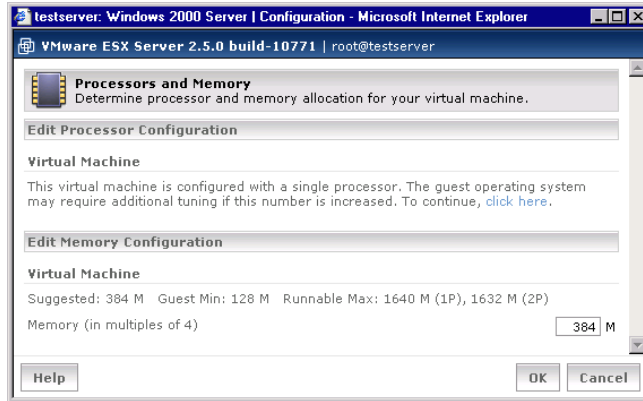 testserver: Windows 2000 Server | Configuration - Microsoft Internet Explorer
VMware ESX Server 2.5.0 build-10771 | root@testserver
Processors and Memory
Determine processor and memory allocation for your virtual machine.
Edit Processor Configuration
Virtual Machine
This virtual machine is configured with a single processor. The guest operating system
may require additional tuning if this number is increased. To continue, click here.
Edit Memory Configuration
Virtual Machine
Suggested: 384 M Guest Min: 128 M Runnable Max: 1640 M (1P), 1632 M (2P)
Memory (in multiples of 4) 384 M
Help OK Cancel